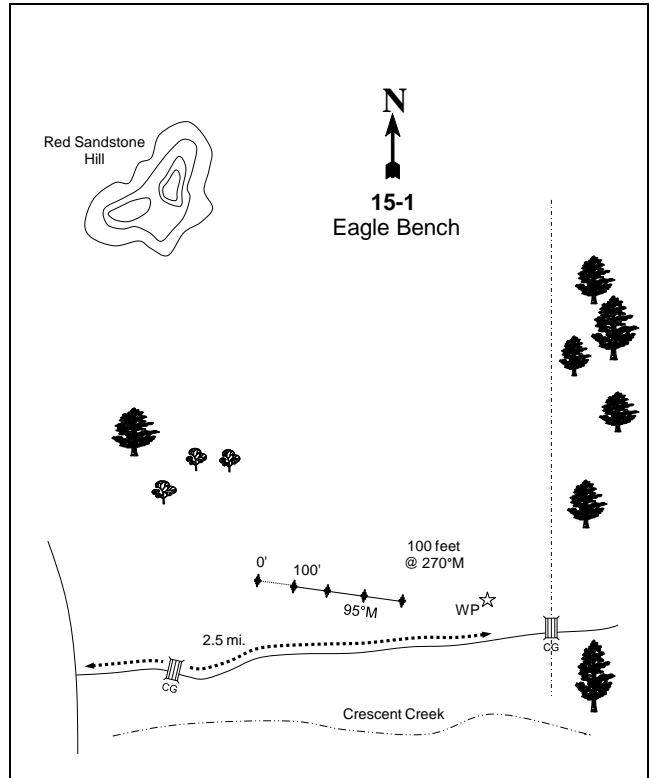 N
Red Sandstone
Hill
15-1
Eagle Bench
100 feet
@ 270°M
0'
100'
95°M
WP
2.5 mi.
CG
CG
Crescent Creek